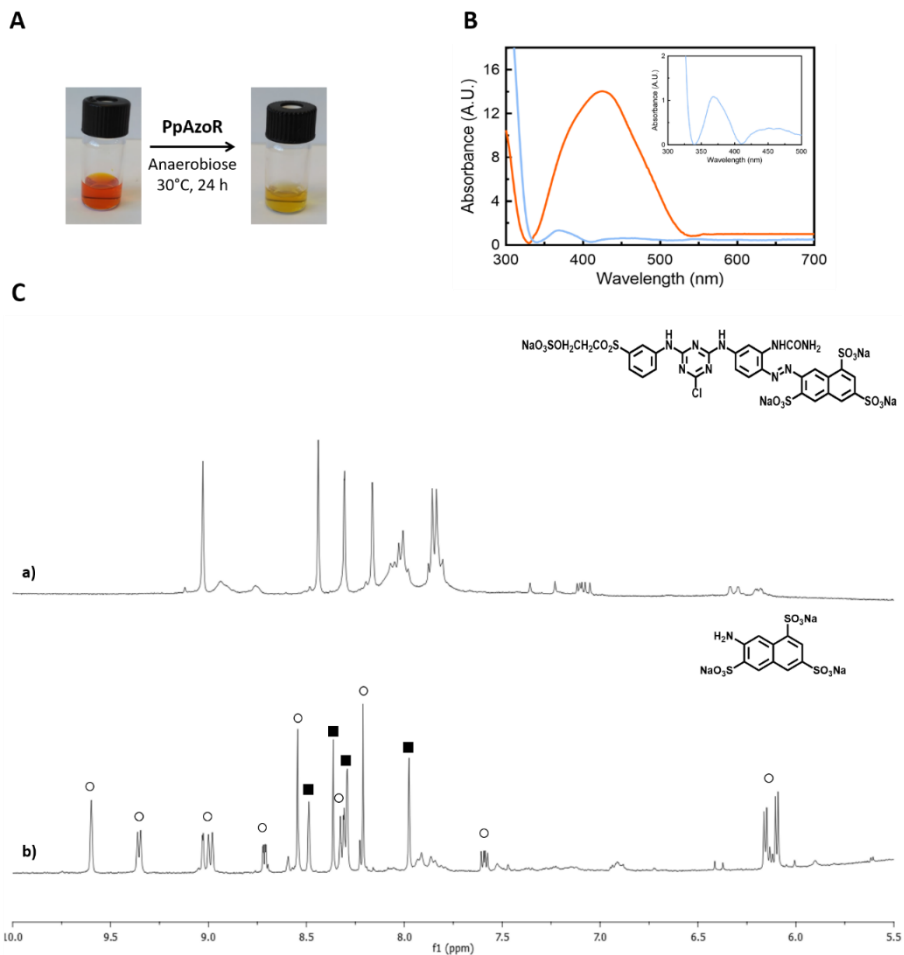 A
PpAzoR
Anaerobiose
30°C, 24 h
B
Absorbance (A.U.)
16
12
8
4
0
300
400
500
600
700
Wavelength (nm)
Absorbance (A.U.)
2
1
0
300
350
400
450
500
Wavelength (nm)
C
NaO₃SOH₂CH₂CO₂S
H
N
N
N
N
Cl
H
N
NHCONH₂
N
N
SO₃Na
NaO₃S
SO₃Na
a)
H₂N
SO₃Na
NaO₃S
SO₃Na
b)
10.0
9.5
9.0
8.5
8.0
7.5
7.0
6.5
6.0
5.5
f1 (ppm)